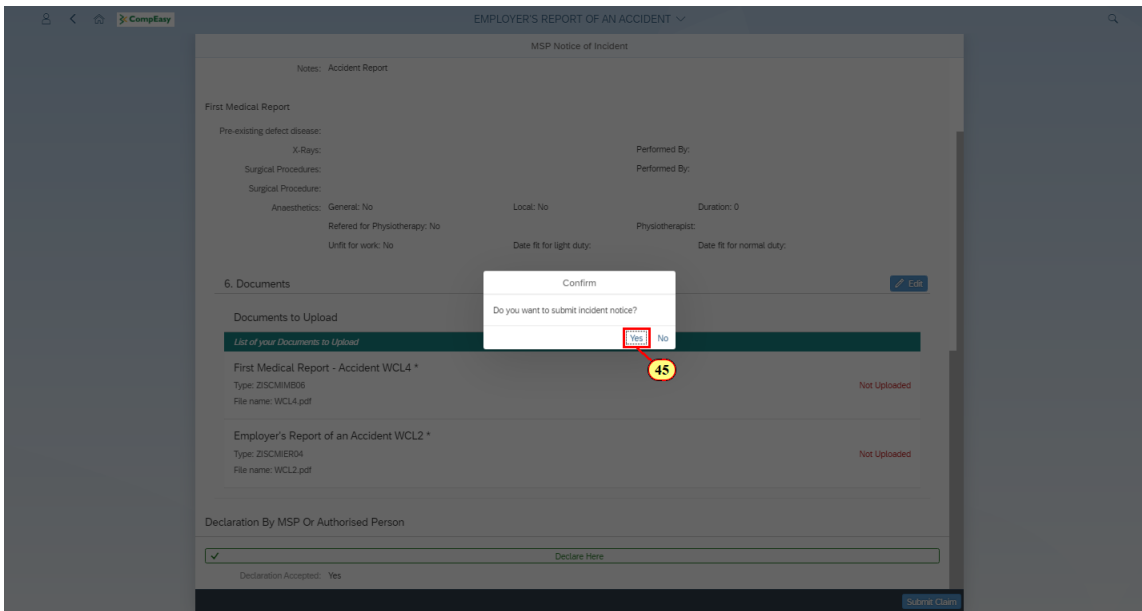 CompEasy
EMPLOYER'S REPORT OF AN ACCIDENT
MSP Notice of Incident
Notes: Accident Report
First Medical Report
Pre-existing defect disease:
X-Rays: Performed By:
Surgical Procedures: Performed By:
Surgical Procedure:
Anaesthetics: General: No Local: No Duration: 0
Refered for Physiotherapy: No Physiotherapist:
Unfit for work: No Date fit for light duty: Date fit for normal duty:
6. Documents Edit
Confirm
Do you want to submit incident notice?
Yes No
45
Documents to Upload
List of your Documents to Upload
First Medical Report - Accident WCL4 *
Type: ZISCMIMB06 Not Uploaded
File name: WCL4.pdf
Employer's Report of an Accident WCL2 *
Type: ZISCMIER04 Not Uploaded
File name: WCL2.pdf
Declaration By MSP Or Authorised Person
Declare Here
Declaration Accepted: Yes
Submit Claim